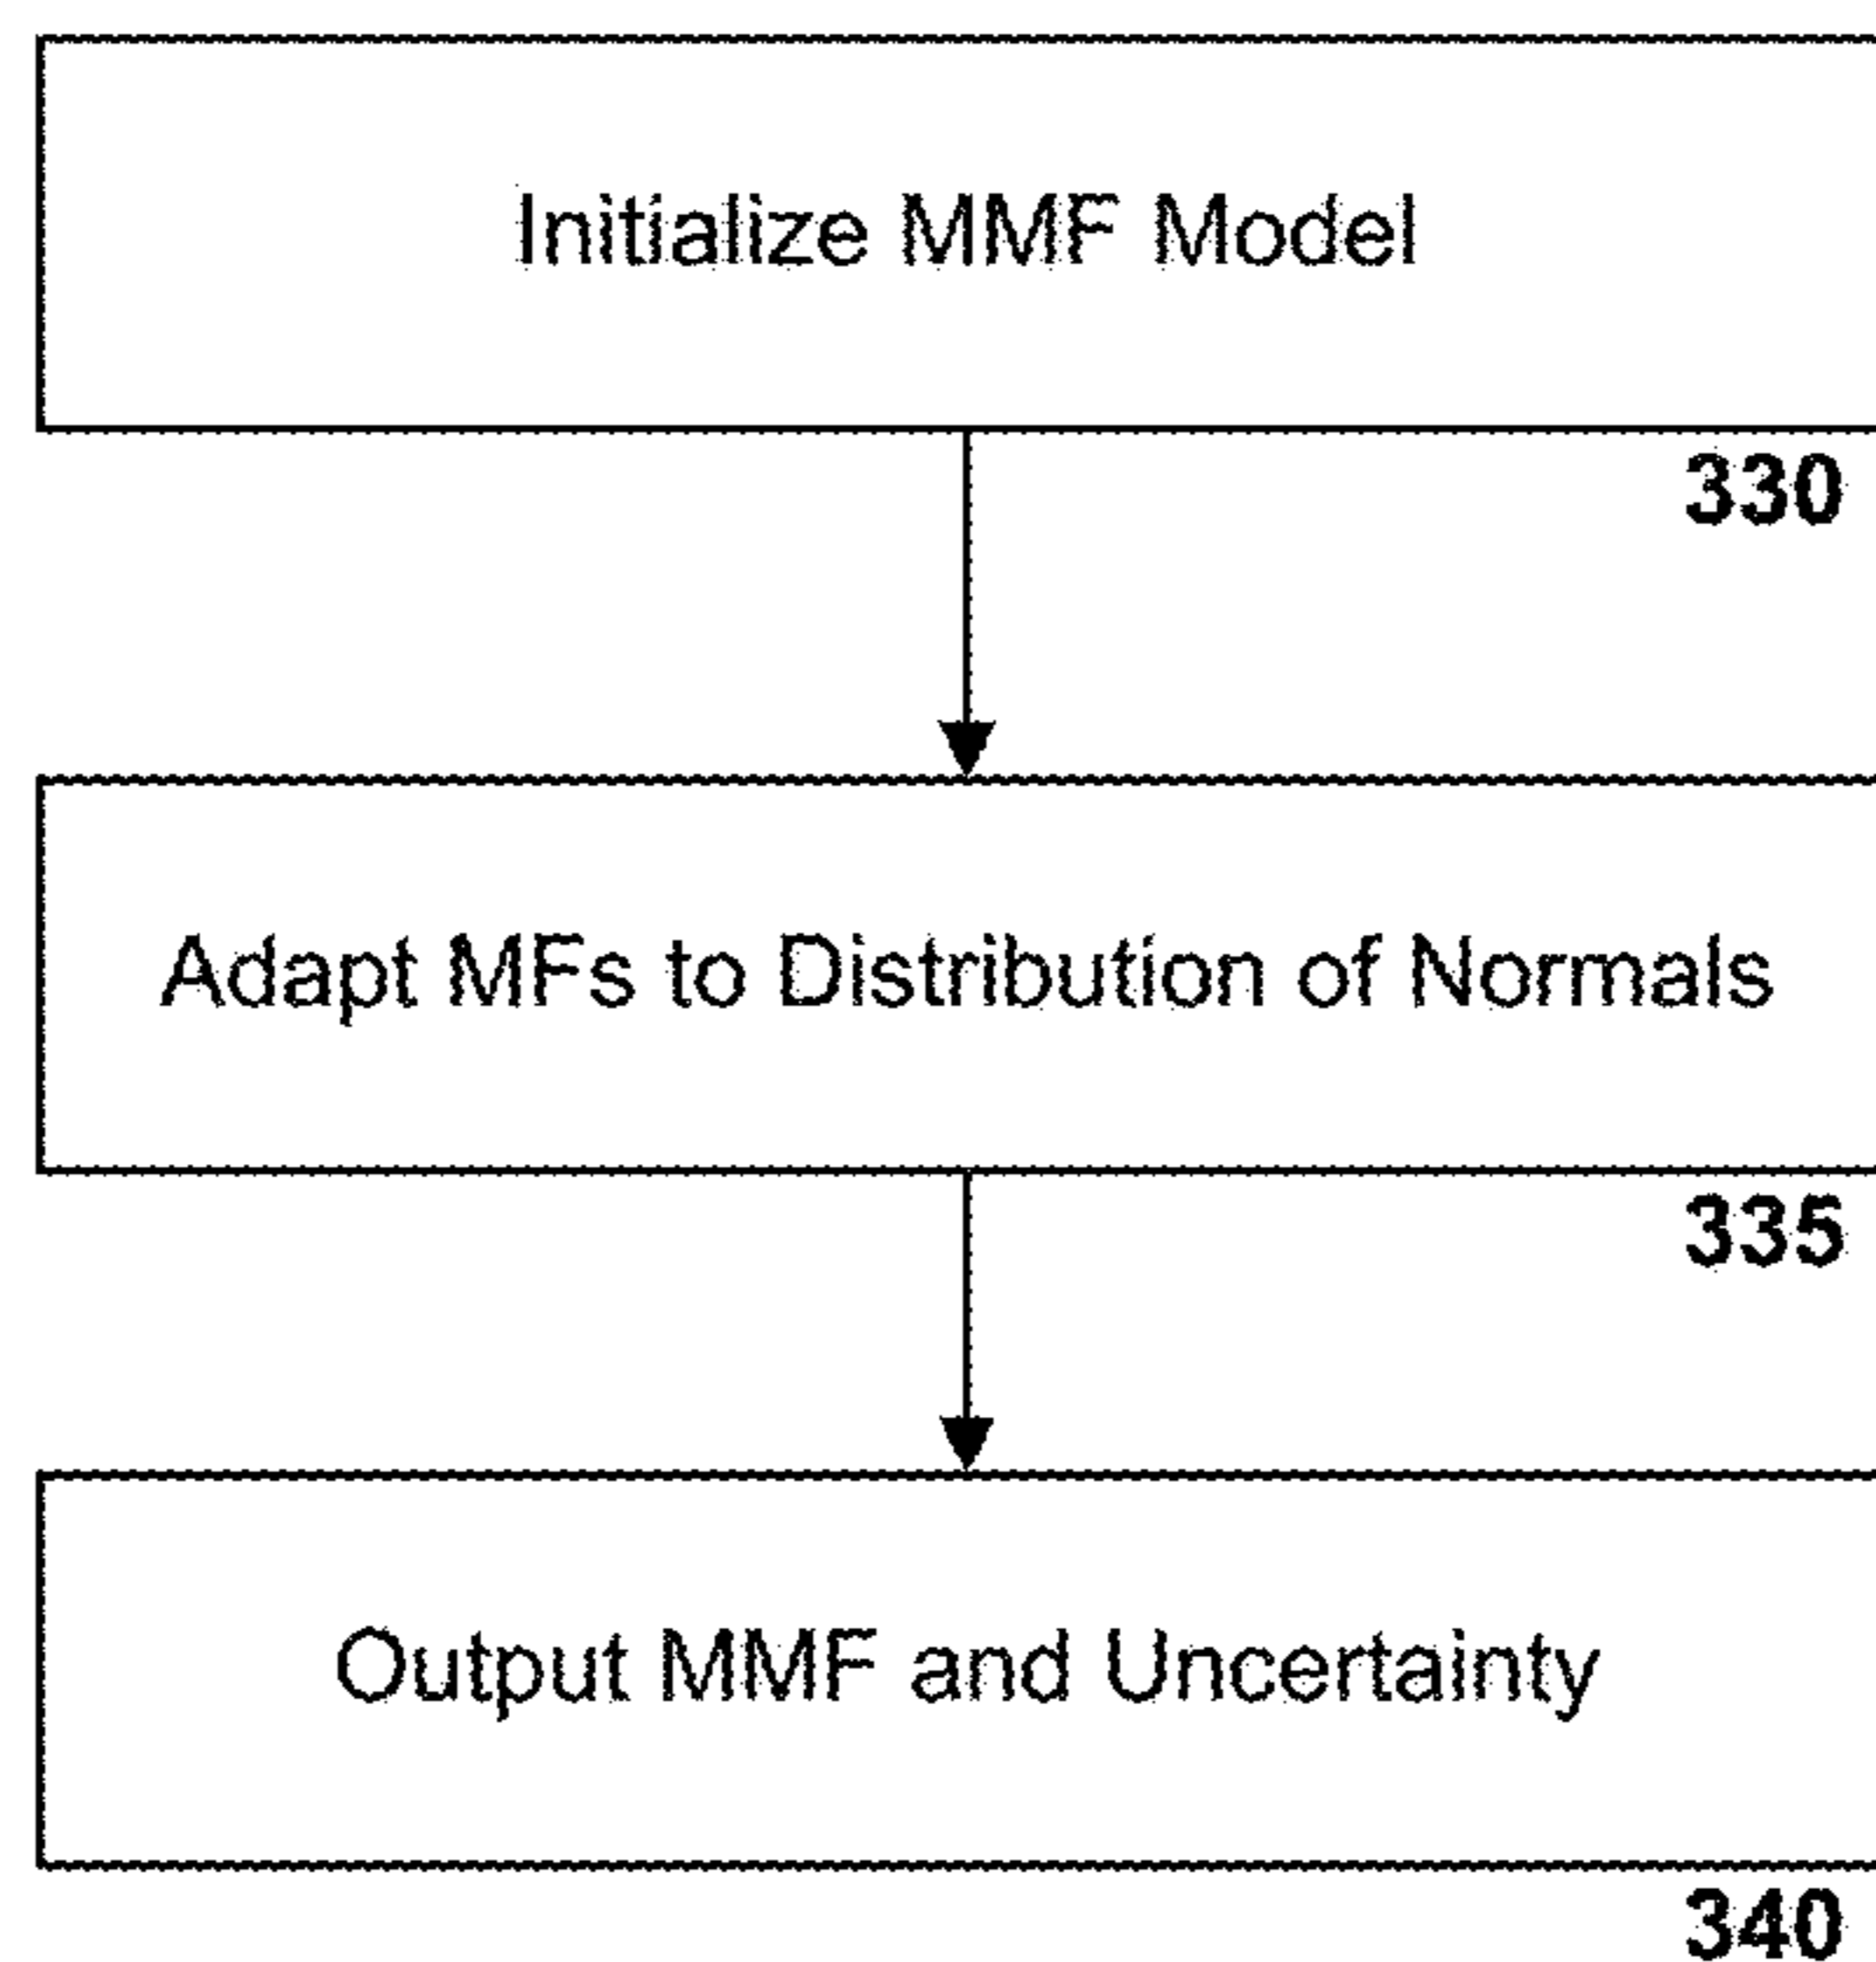 Initialize MMF Model
330
Adapt MFs to Distribution of Normals
335
Output MMF and Uncertainty
340